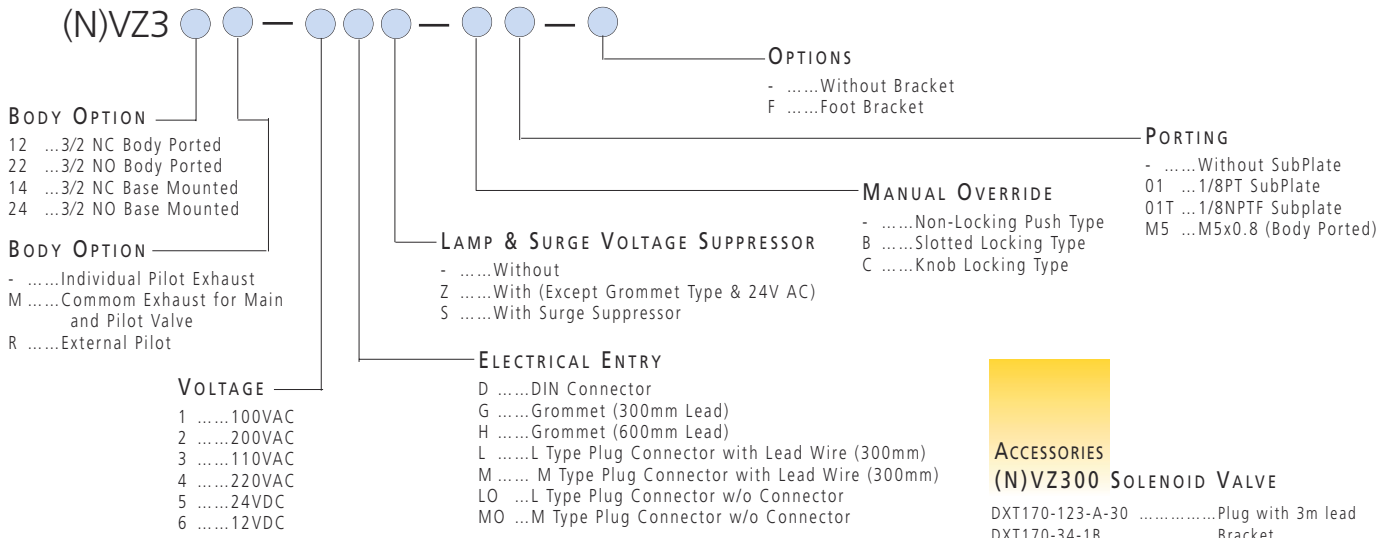 (N)VZ3 — — —
OPTIONS
- ......Without Bracket
F ......Foot Bracket
BODY OPTION
12 ...3/2 NC Body Ported
22 ...3/2 NO Body Ported
14 ...3/2 NC Base Mounted
24 ...3/2 NO Base Mounted
PORTING
- ......Without SubPlate
01 ...1/8PT SubPlate
01T ...1/8NPTF Subplate
M5 ...M5x0.8 (Body Ported)
MANUAL OVERRIDE
- ......Non-Locking Push Type
B ......Slotted Locking Type
C ......Knob Locking Type
BODY OPTION
- ......Individual Pilot Exhaust
M ......Commom Exhaust for Main
and Pilot Valve
R ......External Pilot
LAMP & SURGE VOLTAGE SUPPRESSOR
- ......Without
Z ......With (Except Grommet Type & 24V AC)
S ......With Surge Suppressor
VOLTAGE
1 ......100VAC
2 ......200VAC
3 ......110VAC
4 ......220VAC
5 ......24VDC
6 ......12VDC
ELECTRICAL ENTRY
D ......DIN Connector
G ......Grommet (300mm Lead)
H ......Grommet (600mm Lead)
L ......L Type Plug Connector with Lead Wire (300mm)
M ...... M Type Plug Connector with Lead Wire (300mm)
LO ...L Type Plug Connector w/o Connector
MO ...M Type Plug Connector w/o Connector
ACCESSORIES
(N)VZ300 SOLENOID VALVE
DXT170-123-A-30 ...............Plug with 3m lead
DXT170-34-1B ...............Bracket